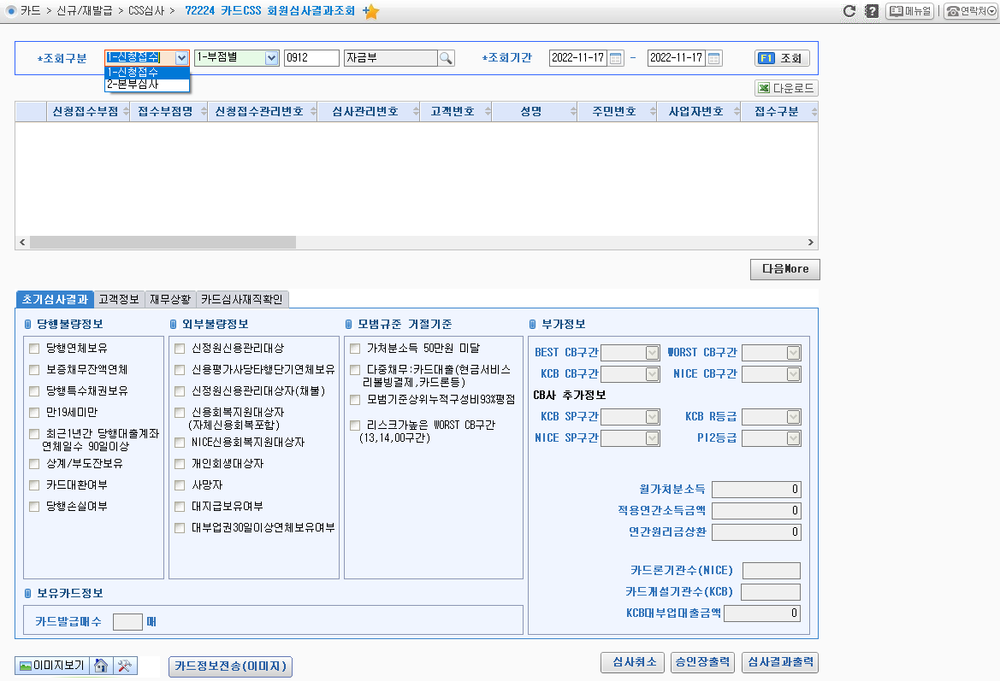 카드 > 신규/재발급 > CSS심사 > 72224 카드CSS 회원심사결과조회
메뉴얼 | 연락처
*조회구분 1-신청접수 1-부점별 0912 자금부 *조회기간 2022-11-17 - 2022-11-17 F1 조회
1-신청접수
2-본부심사
다운로드
신청접수부점 접수부점명 신청접수관리번호 심사관리번호 고객번호 성명 주민번호 사업자번호 접수구분
다음More
초기심사결과 고객정보 재무상황 카드심사재직확인
당행불량정보
당행연체보유
보증채무잔액연체
당행특수채권보유
만19세미만
최근1년간 당행대출계좌
연체일수 90일이상
상계/부도잔보유
카드대환여부
당행손실여부
외부불량정보
신정원신용관리대상
신용평가사당타행단기연체보유
신정원신용관리대상자(채불)
신용회복지원대상자
(자체신용회복포함)
NICE신용회복지원대상자
개인회생대상자
사망자
대지급보유여부
대부업권30일이상연체보유여부
모범규준 거절기준
가처분소득 50만원 미달
다중채무:카드대출(현금서비스
리볼빙결제,카드론등)
모범기준상위누적구성비93%평점
리스크가높은 WORST CB구간
(13,14,00구간)
부가정보
BEST CB구간 WORST CB구간
KCB CB구간 NICE CB구간
CB사 추가정보
KCB SP구간 KCB R등급
NICE SP구간 PI2등급
월가처분소득 0
적용연간소득금액 0
연간원리금상환 0
카드론기관수(NICE)
카드개설기관수(KCB)
KCB대부업대출금액 0
보유카드정보
카드발급매수 매
이미지보기 카드정보전송(이미지) 심사취소 승인장출력 심사결과출력